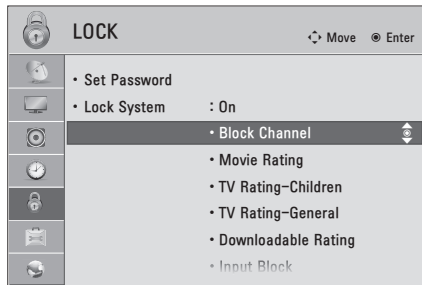 LOCK
Move Enter
• Set Password
• Lock System : On
• Block Channel
• Movie Rating
• TV Rating-Children
• TV Rating-General
• Downloadable Rating
• Input Block